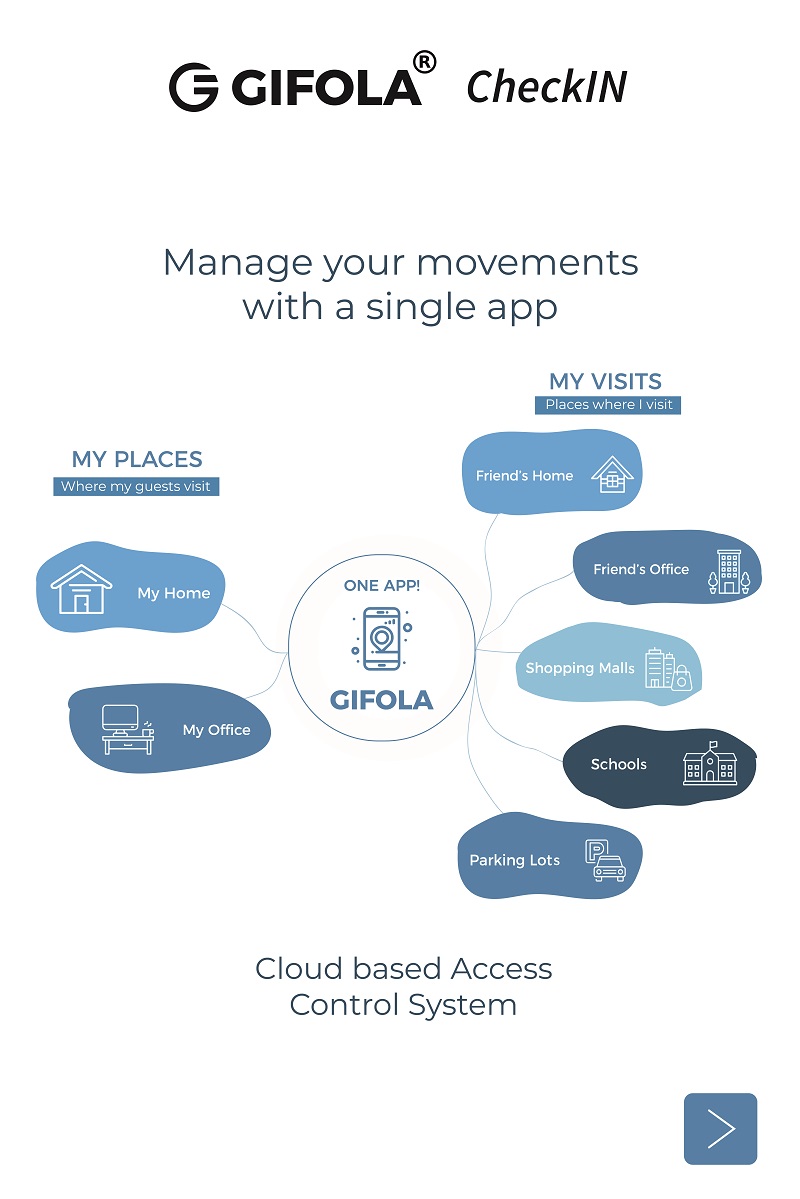 GIFOLA® CheckIN
Manage your movements
with a single app
MY VISITS
Places where I visit
MY PLACES
Where my guests visit
Friend's Home
Friend's Office
My Home
ONE APP!
GIFOLA
Shopping Malls
My Office
Schools
Parking Lots
P
Cloud based Access
Control System